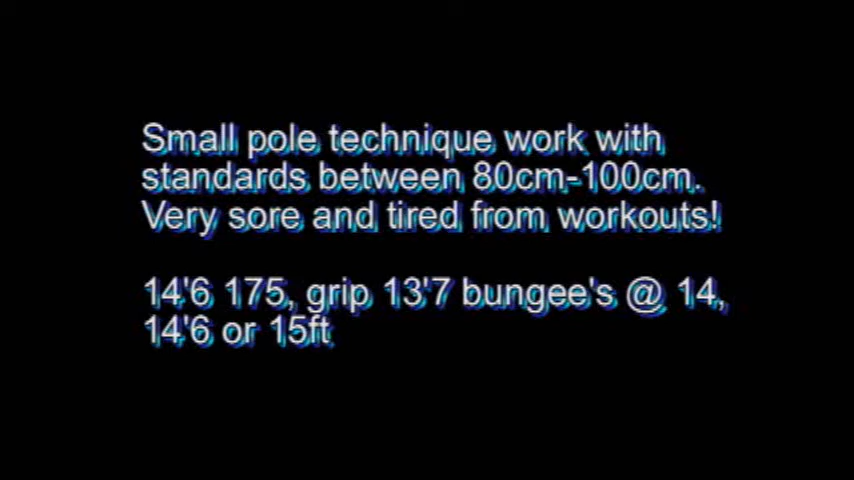 Small pole technique work with
standards between 80cm-100cm.
Very sore and tired from workouts!
14'6 175, grip 13'7 bungee's @ 14,
14'6 or 15ft